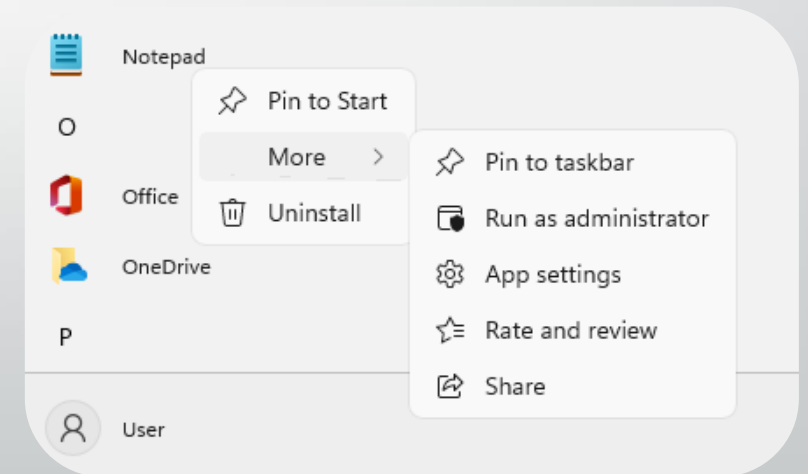 Notepad
Pin to Start
O
More
Pin to taskbar
Office
Uninstall
Run as administrator
OneDrive
App settings
P
Rate and review
Share
User